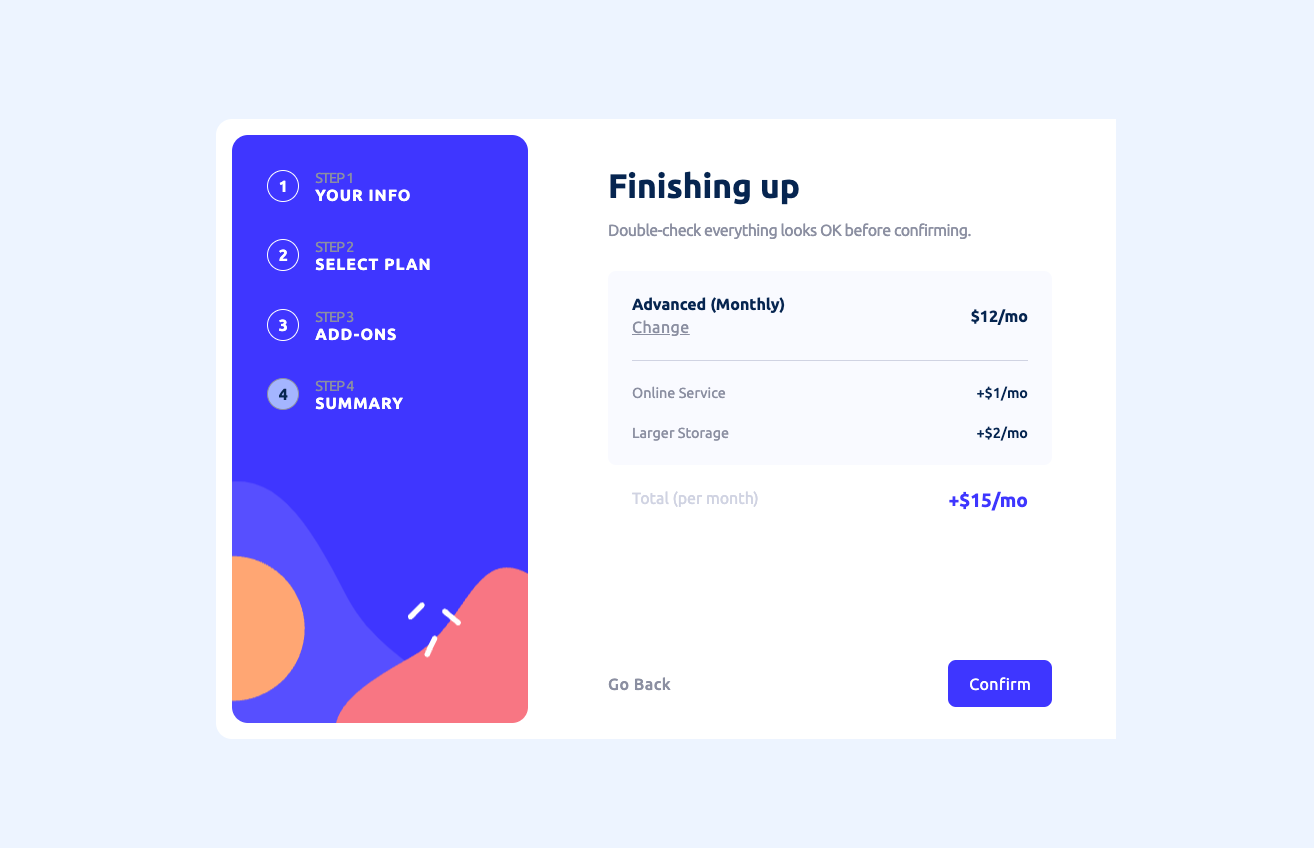 1
STEP 1
YOUR INFO
2
STEP 2
SELECT PLAN
3
STEP 3
ADD-ONS
4
STEP 4
SUMMARY
Finishing up
Double-check everything looks OK before confirming.
Advanced (Monthly)
Change
$12/mo
Online Service +$1/mo
Larger Storage +$2/mo
Total (per month) +$15/mo
Go Back
Confirm